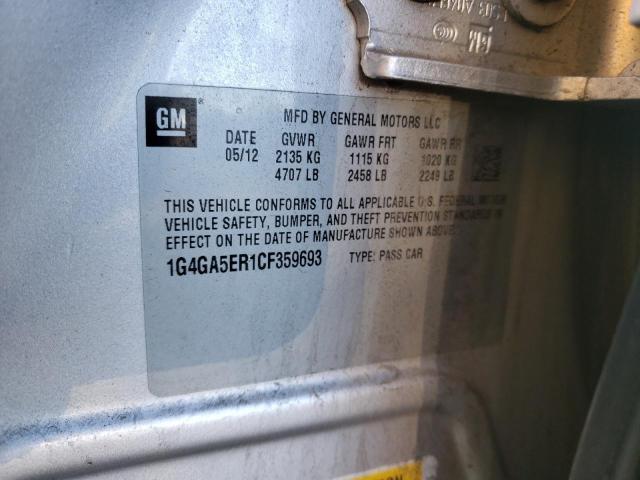 GM
MFD BY GENERAL MOTORS LLC
DATE GVWR GAWR FRT GAWR RR
05/12 2135 KG 1115 KG 1020 KG
4707 LB 2458 LB 2249 LB
THIS VEHICLE CONFORMS TO ALL APPLICABLE U.S. FEDERAL MOTOR
VEHICLE SAFETY, BUMPER, AND THEFT PREVENTION STANDARDS IN
EFFECT ON THE DATE OF MANUFACTURE SHOWN ABOVE.
1G4GA5ER1CF359693 TYPE: PASS CAR